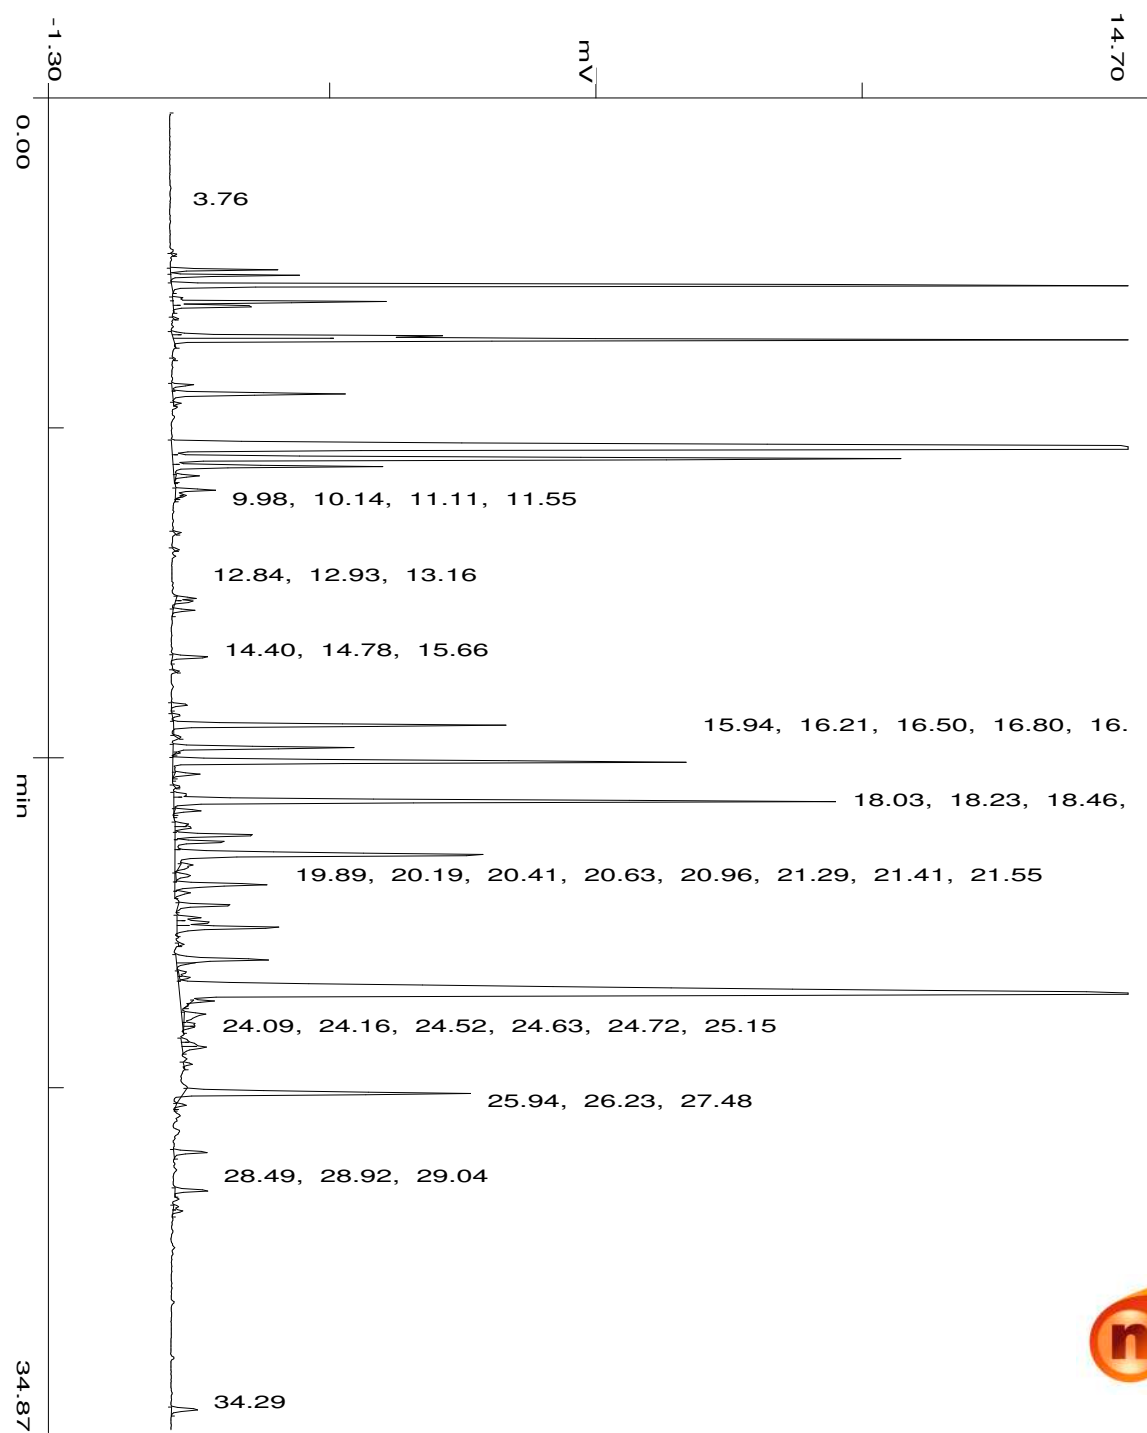 -1.30
mV
14.70
0.00
3.76
9.98, 10.14, 11.11, 11.55
12.84, 12.93, 13.16
14.40, 14.78, 15.66
15.94, 16.21, 16.50, 16.80, 16.
min
18.03, 18.23, 18.46,
19.89, 20.19, 20.41, 20.63, 20.96, 21.29, 21.41, 21.55
24.09, 24.16, 24.52, 24.63, 24.72, 25.15
25.94, 26.23, 27.48
28.49, 28.92, 29.04
n
34.87
34.29